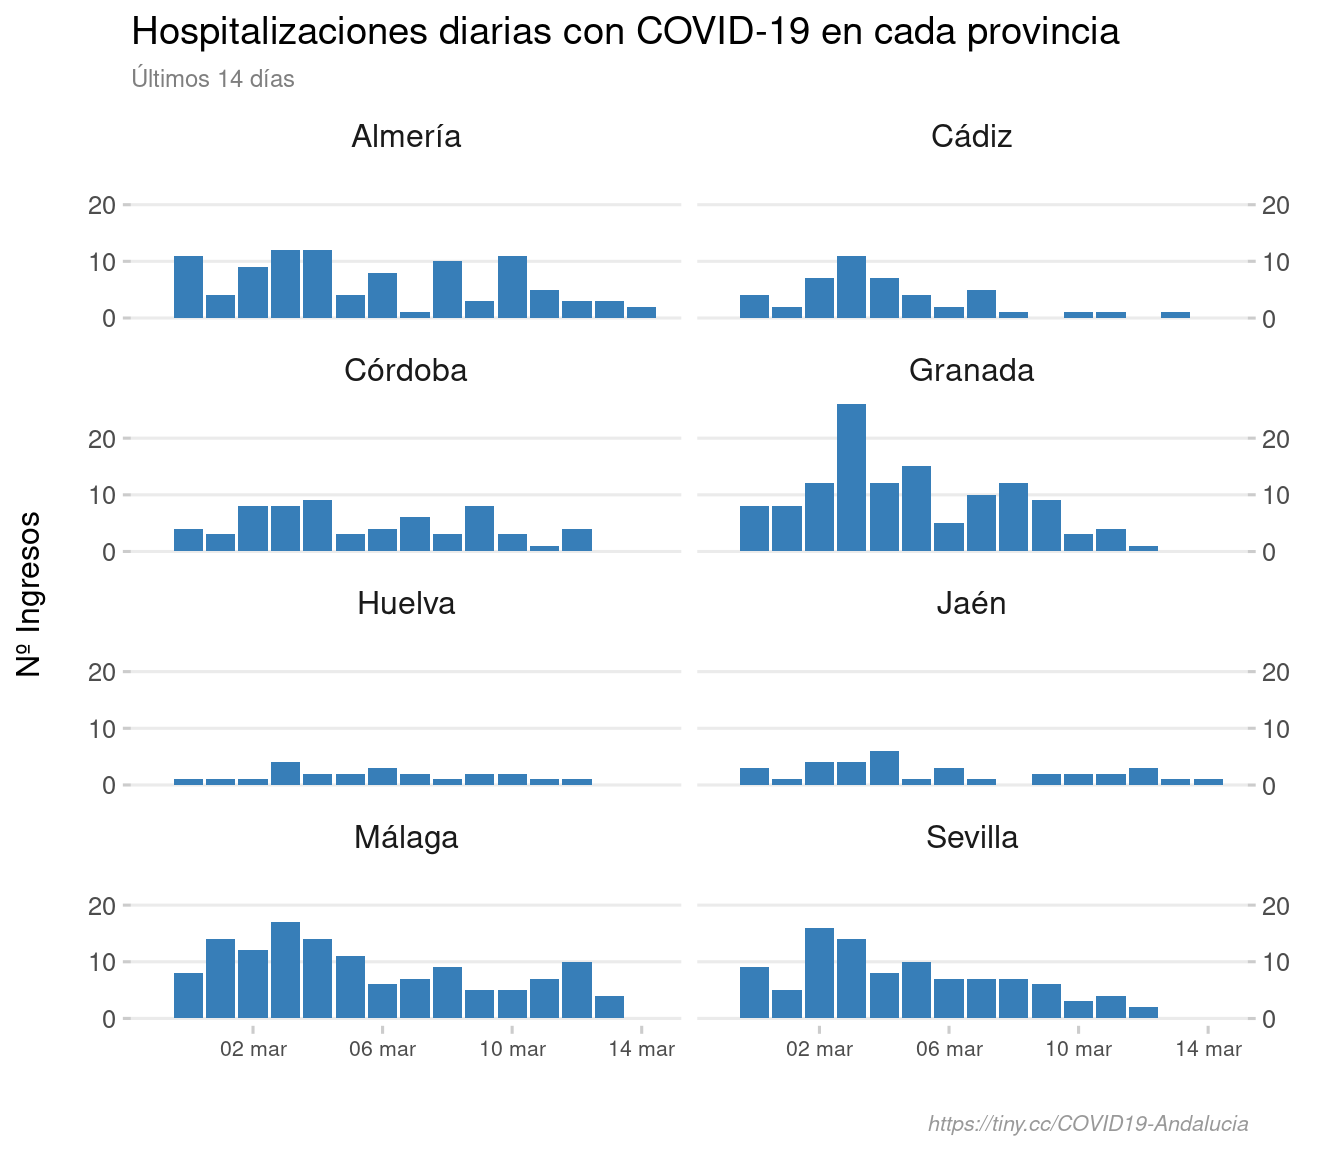 Hospitalizaciones diarias con COVID-19 en cada provincia
Últimos 14 días
Almería
Cádiz
20
10
0
20
10
0
Córdoba
Granada
20
10
0
20
10
0
Nº Ingresos
Huelva
Jaén
20
10
0
20
10
0
Málaga
Sevilla
20
10
0
20
10
0
02 mar 06 mar 10 mar 14 mar
02 mar 06 mar 10 mar 14 mar
https://tiny.cc/COVID19-Andalucia